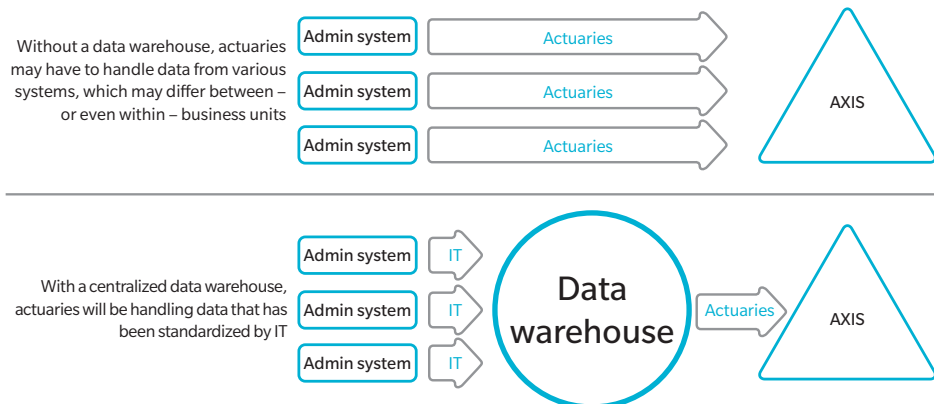 Without a data warehouse, actuaries
may have to handle data from various
systems, which may differ between –
or even within – business units
Admin system
Actuaries
Admin system
Actuaries
Admin system
Actuaries
AXIS
With a centralized data warehouse,
actuaries will be handling data that has
been standardized by IT
Admin system
IT
Admin system
IT
Admin system
IT
Data
warehouse
Actuaries
AXIS